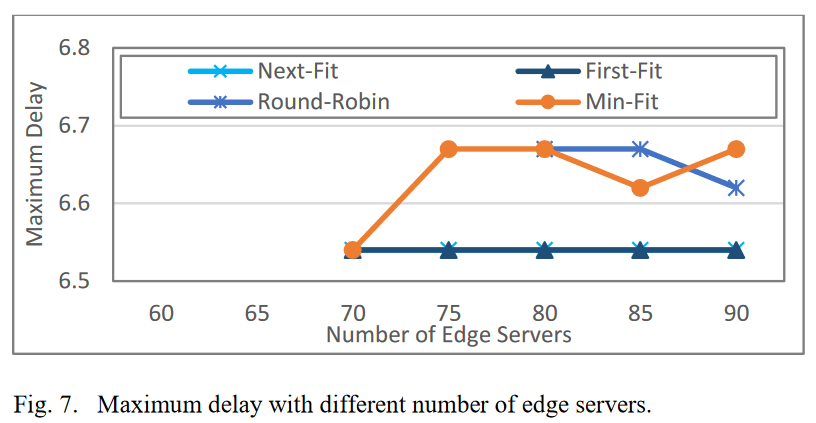 6.8
Next-Fit First-Fit
Round-Robin Min-Fit
6.7
6.6
6.5
Maximum Delay
60 65 70 75 80 85 90
Number of Edge Servers
Fig. 7. Maximum delay with different number of edge servers.